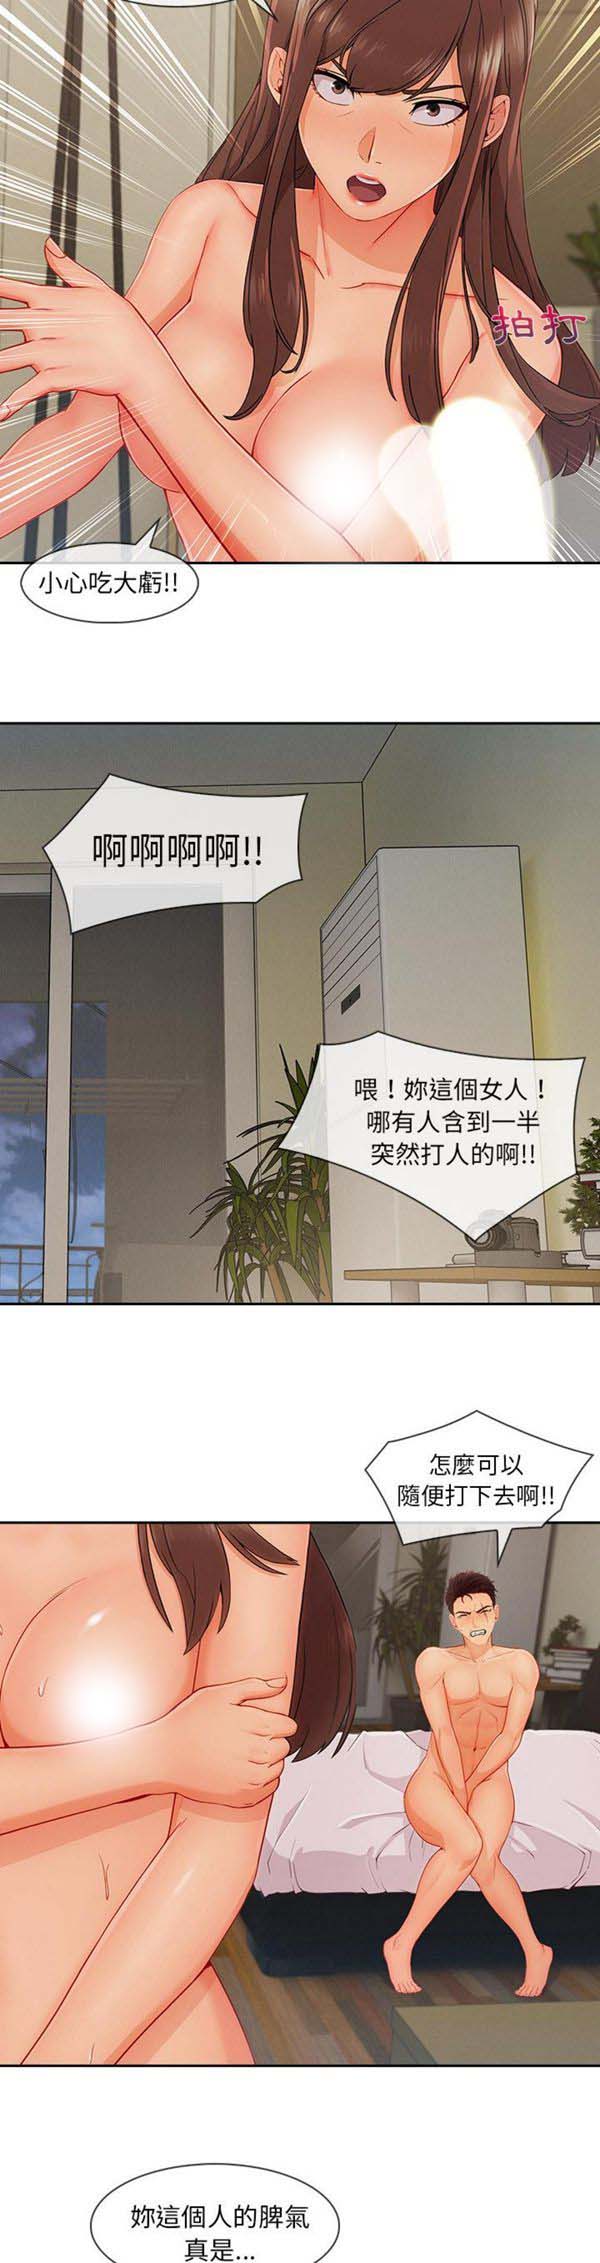 拍打
小心吃大虧!!
啊啊啊啊!!
喂！妳這個女人！
哪有人含到一半
突然打人的啊!!
怎麼可以
隨便打下去啊!!
妳這個人的脾氣
真是...